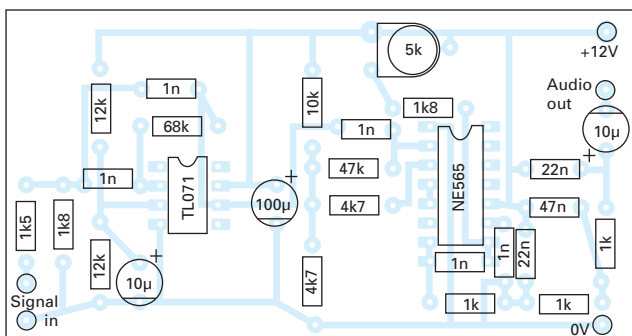 5k
+12V
Audio
out
1n
12k
68k
10k
1k8
1n
10µ
+
1n
TL071
+
100µ
47k
4k7
NE565
22n
47n
1k5
1k8
12k
+
10µ
4k7
1n
1n
22n
1k
Signal
in
1k
1k
0V